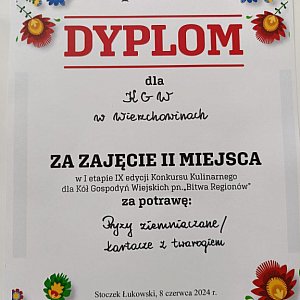 DYPLOM
dla
KGW
w Wierzchowinach
ZA ZAJĘCIE II MIEJSCA
w I etapie IX edycji Konkursu Kulinarnego
dla Kół Gospodyń Wiejskich pn. „Bitwa Regionów”
za potrawę:
Pyzy ziemniaczane/
kartacze z twarogiem
Stoczek Łukowski, 8 czerwca 2024 r.